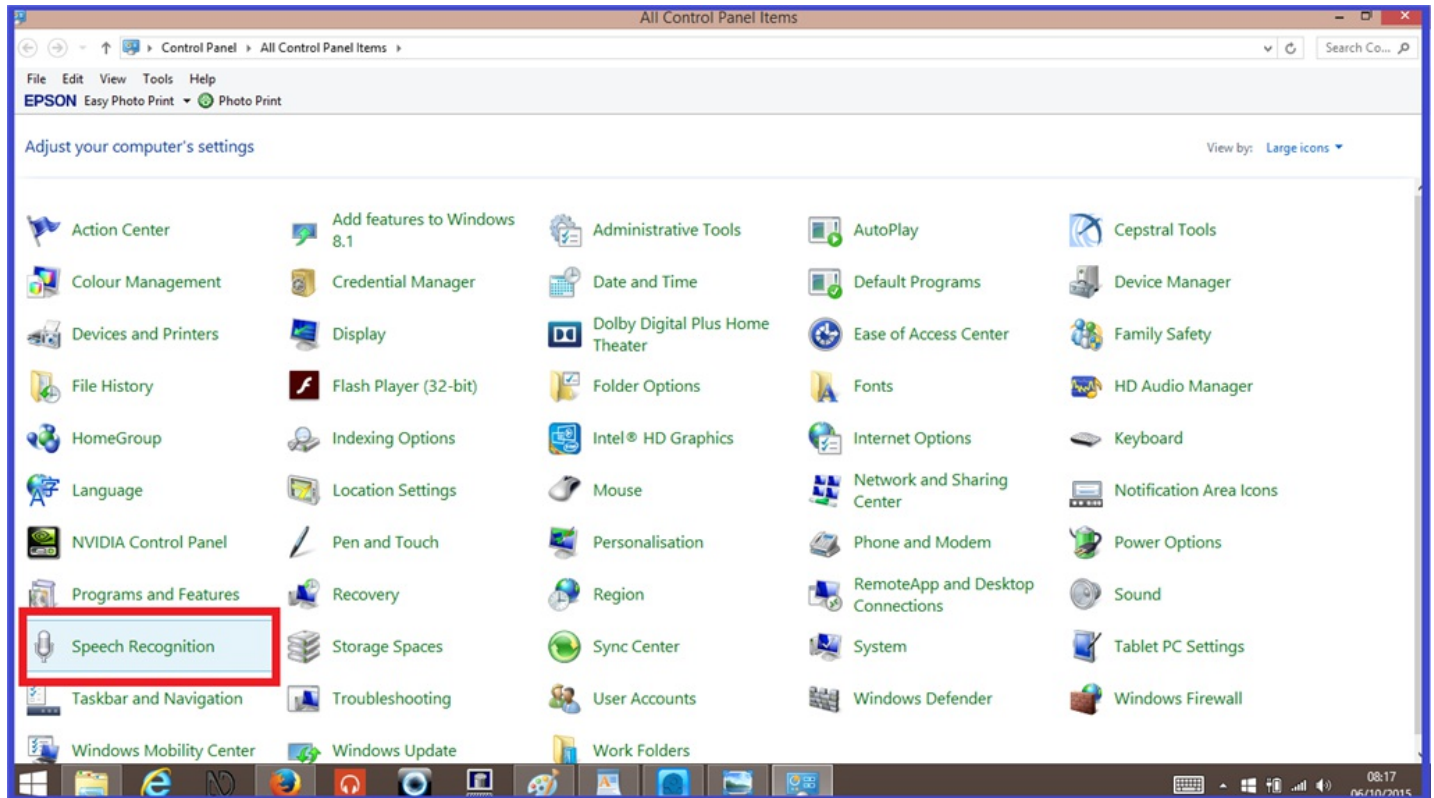 All Control Panel Items
Control Panel All Control Panel Items Search Co...
File Edit View Tools Help
EPSON Easy Photo Print Photo Print
Adjust your computer's settings View by: Large icons
Action Center
Add features to Windows
8.1
Administrative Tools
AutoPlay
Cepstral Tools
Colour Management
Credential Manager
Date and Time
Default Programs
Device Manager
Devices and Printers
Display
Dolby Digital Plus Home
Theater
Ease of Access Center
Family Safety
File History
Flash Player (32-bit)
Folder Options
Fonts
HD Audio Manager
HomeGroup
Indexing Options
Intel® HD Graphics
Internet Options
Keyboard
Language
Location Settings
Mouse
Network and Sharing
Center
Notification Area Icons
NVIDIA Control Panel
Pen and Touch
Personalisation
Phone and Modem
Power Options
Programs and Features
Recovery
Region
RemoteApp and Desktop
Connections
Sound
Speech Recognition
Storage Spaces
Sync Center
System
Tablet PC Settings
Taskbar and Navigation
Troubleshooting
User Accounts
Windows Defender
Windows Firewall
Windows Mobility Center
Windows Update
Work Folders
08:17
06/10/2015